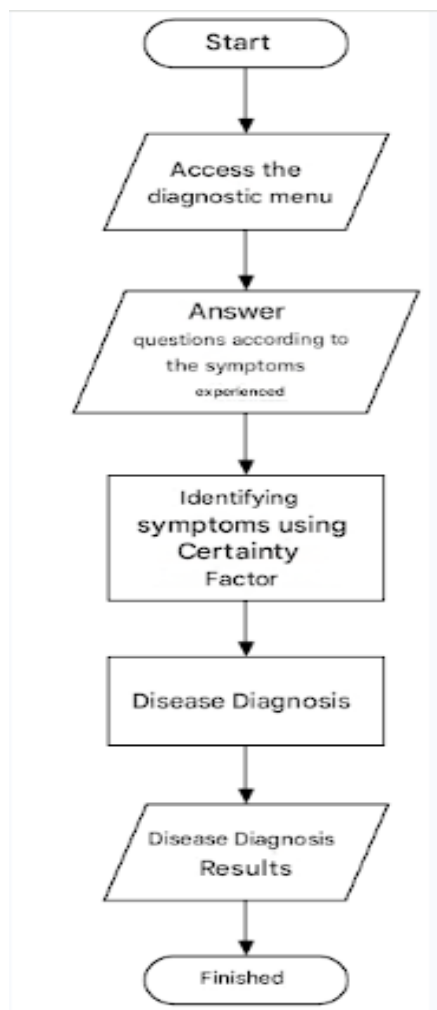 Start
Access the
diagnostic menu
Answer
questions according to
the symptoms
experienced
Identifying
symptoms using
Certainty
Factor
Disease Diagnosis
Disease Diagnosis
Results
Finished